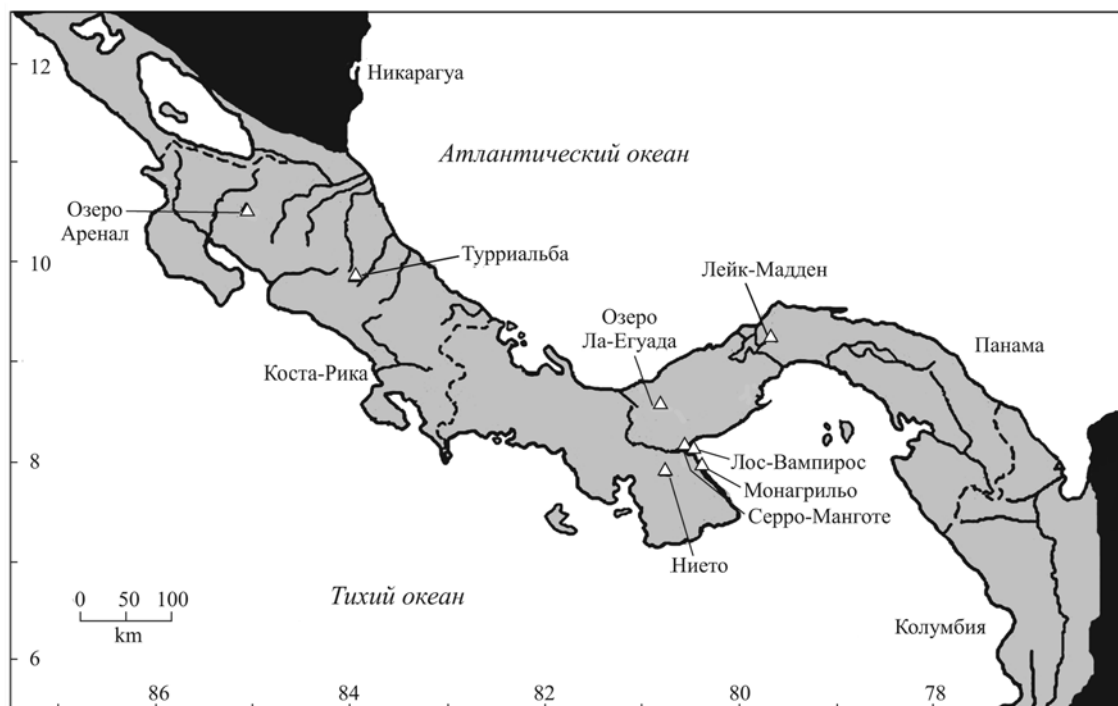 12
Никарагуа
Атлантический океан
Озеро
Аренал
10
Турриальба
Лейк-Мадден
Озеро
Ла-Егуада
Панама
Коста-Рика
8
Лос-Вампирос
Монагрильо
Серро-Манготе
Нието
Тихий океан
0 50 100
km
Колумбия
6
86 84 82 80 78